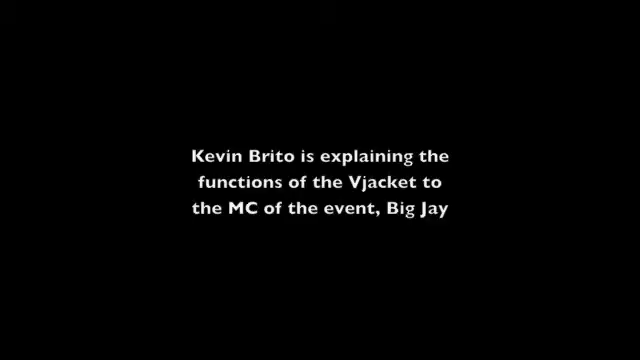 Kevin Brito is explaining the
functions of the Vjacket to
the MC of the event, Big Jay